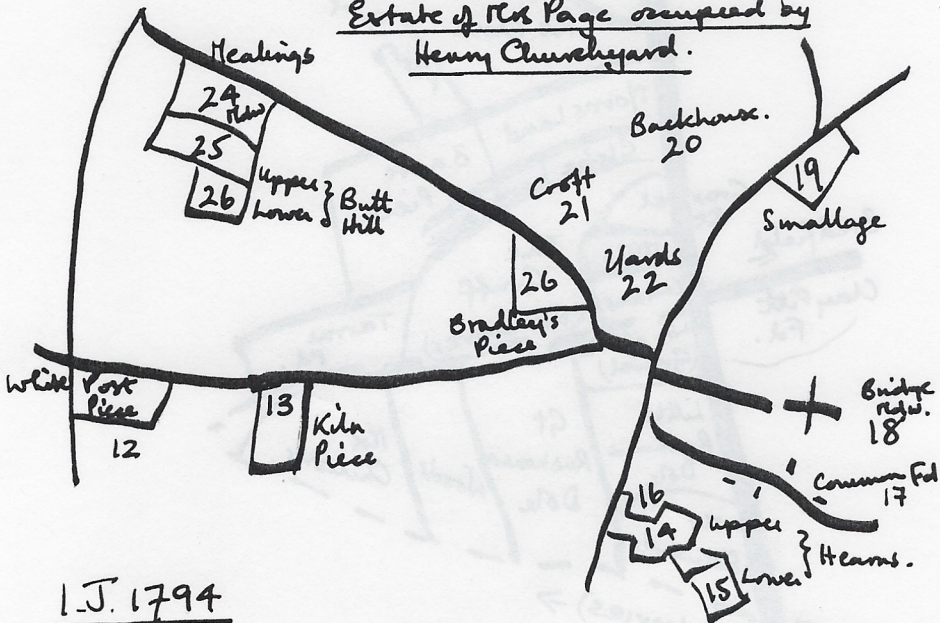 Estate of Mrs Page occupied by
Henry Churchyard.
Mealings
24
Mdw
25
26
Upper
Lower } Butt
Hill
Backhouse.
20
Croft
21
19
Smallage
Yards
22
26
Bradley's
Piece
White Post
Piece
12
13
Kiln
Piece
Bridge
Mdw.
18
Common Fd
17
16
14
Upper
Lower } Hearns.
15
I.J. 1794